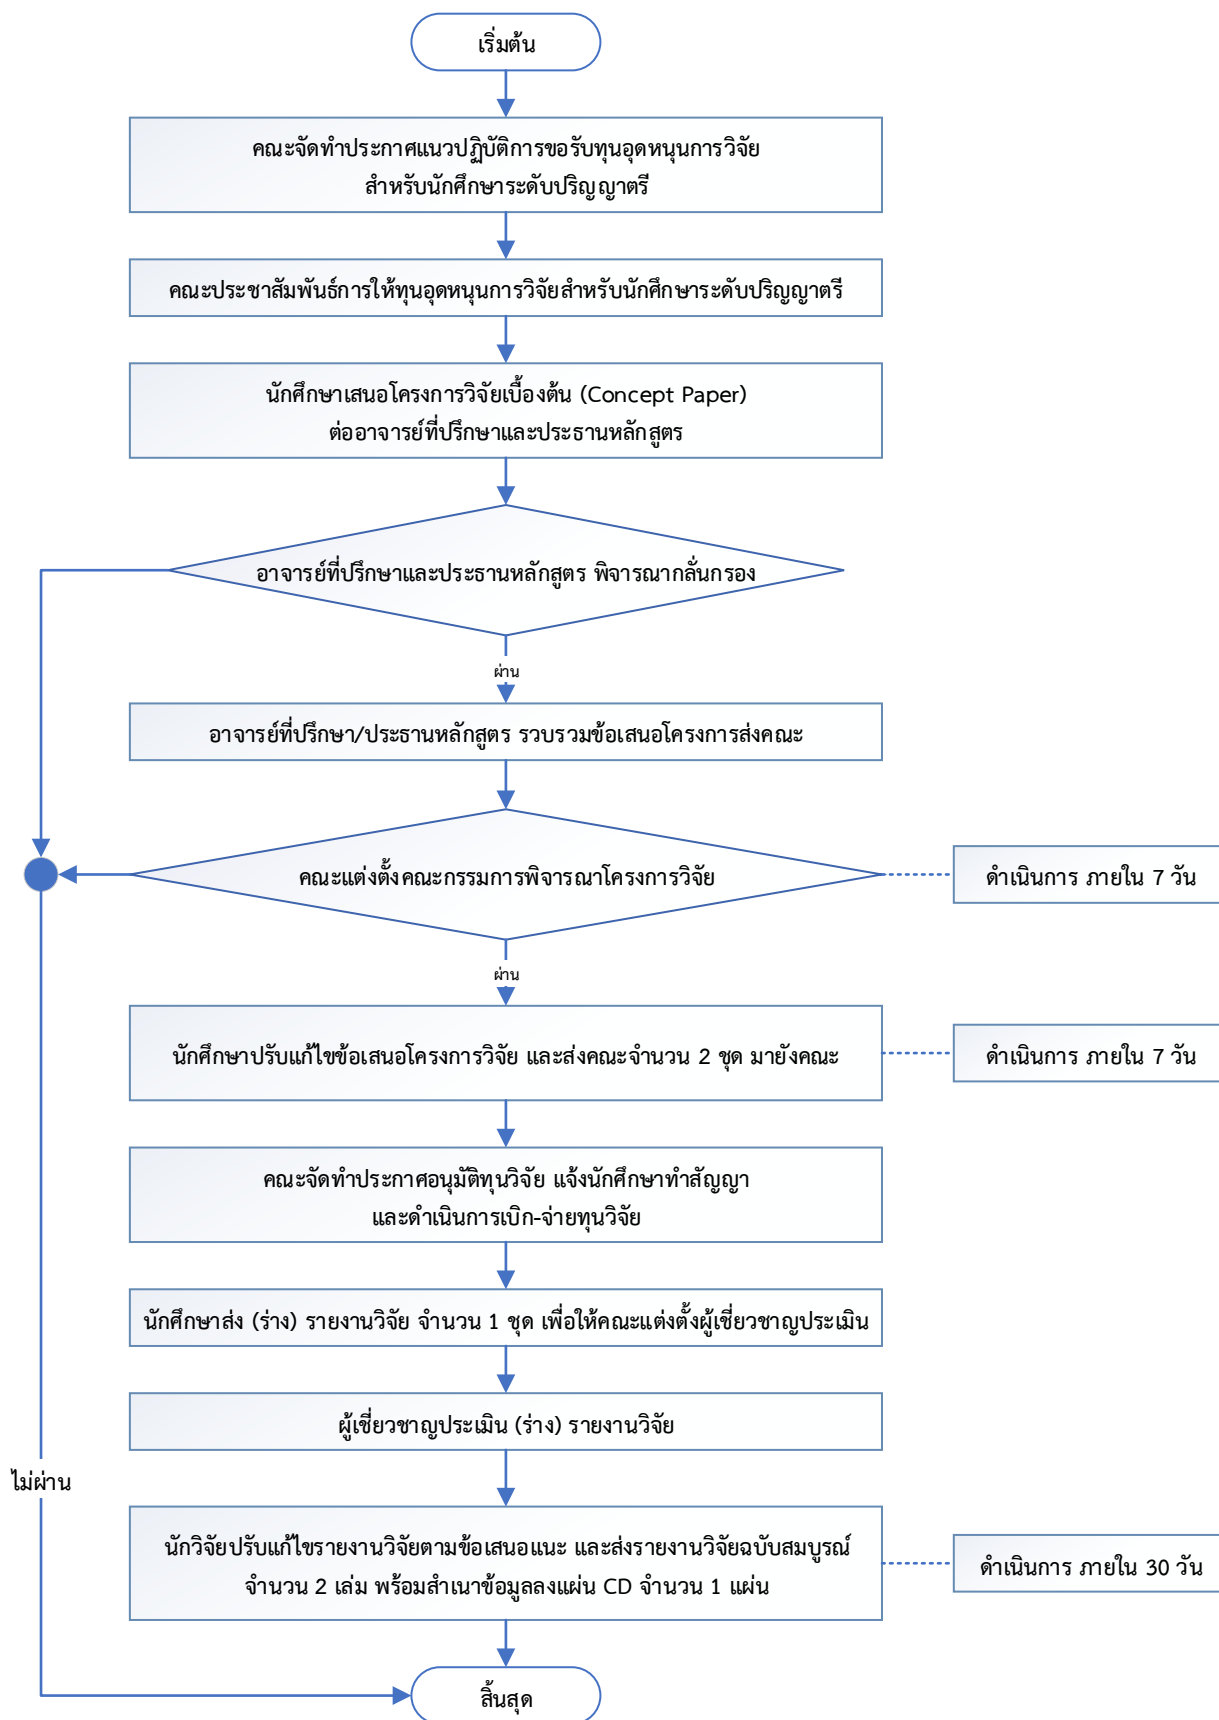 เริ่มต้น
คณะจัดทำประกาศแนวปฏิบัติการขอรับทุนอุดหนุนการวิจัย
สำหรับนักศึกษาระดับปริญญาตรี
คณะประชาสัมพันธ์การให้ทุนอุดหนุนการวิจัยสำหรับนักศึกษาระดับปริญญาตรี
นักศึกษาเสนอโครงการวิจัยเบื้องต้น (Concept Paper)
ต่ออาจารย์ที่ปรึกษาและประธานหลักสูตร
อาจารย์ที่ปรึกษาและประธานหลักสูตร พิจารณากลั่นกรอง
ผ่าน
อาจารย์ที่ปรึกษา/ประธานหลักสูตร รวบรวมข้อเสนอโครงการส่งคณะ
คณะแต่งตั้งคณะกรรมการพิจารณาโครงการวิจัย
ดำเนินการ ภายใน 7 วัน
ผ่าน
นักศึกษาปรับแก้ไขข้อเสนอโครงการวิจัย และส่งคณะจำนวน 2 ชุด มายังคณะ
ดำเนินการ ภายใน 7 วัน
คณะจัดทำประกาศอนุมัติทุนวิจัย แจ้งนักศึกษาทำสัญญา
และดำเนินการเบิก-จ่ายทุนวิจัย
นักศึกษาส่ง (ร่าง) รายงานวิจัย จำนวน 1 ชุด เพื่อให้คณะแต่งตั้งผู้เชี่ยวชาญประเมิน
ผู้เชี่ยวชาญประเมิน (ร่าง) รายงานวิจัย
ไม่ผ่าน
นักวิจัยปรับแก้ไขรายงานวิจัยตามข้อเสนอแนะ และส่งรายงานวิจัยฉบับสมบูรณ์
จำนวน 2 เล่ม พร้อมสำเนาข้อมูลลงแผ่น CD จำนวน 1 แผ่น
ดำเนินการ ภายใน 30 วัน
สิ้นสุด